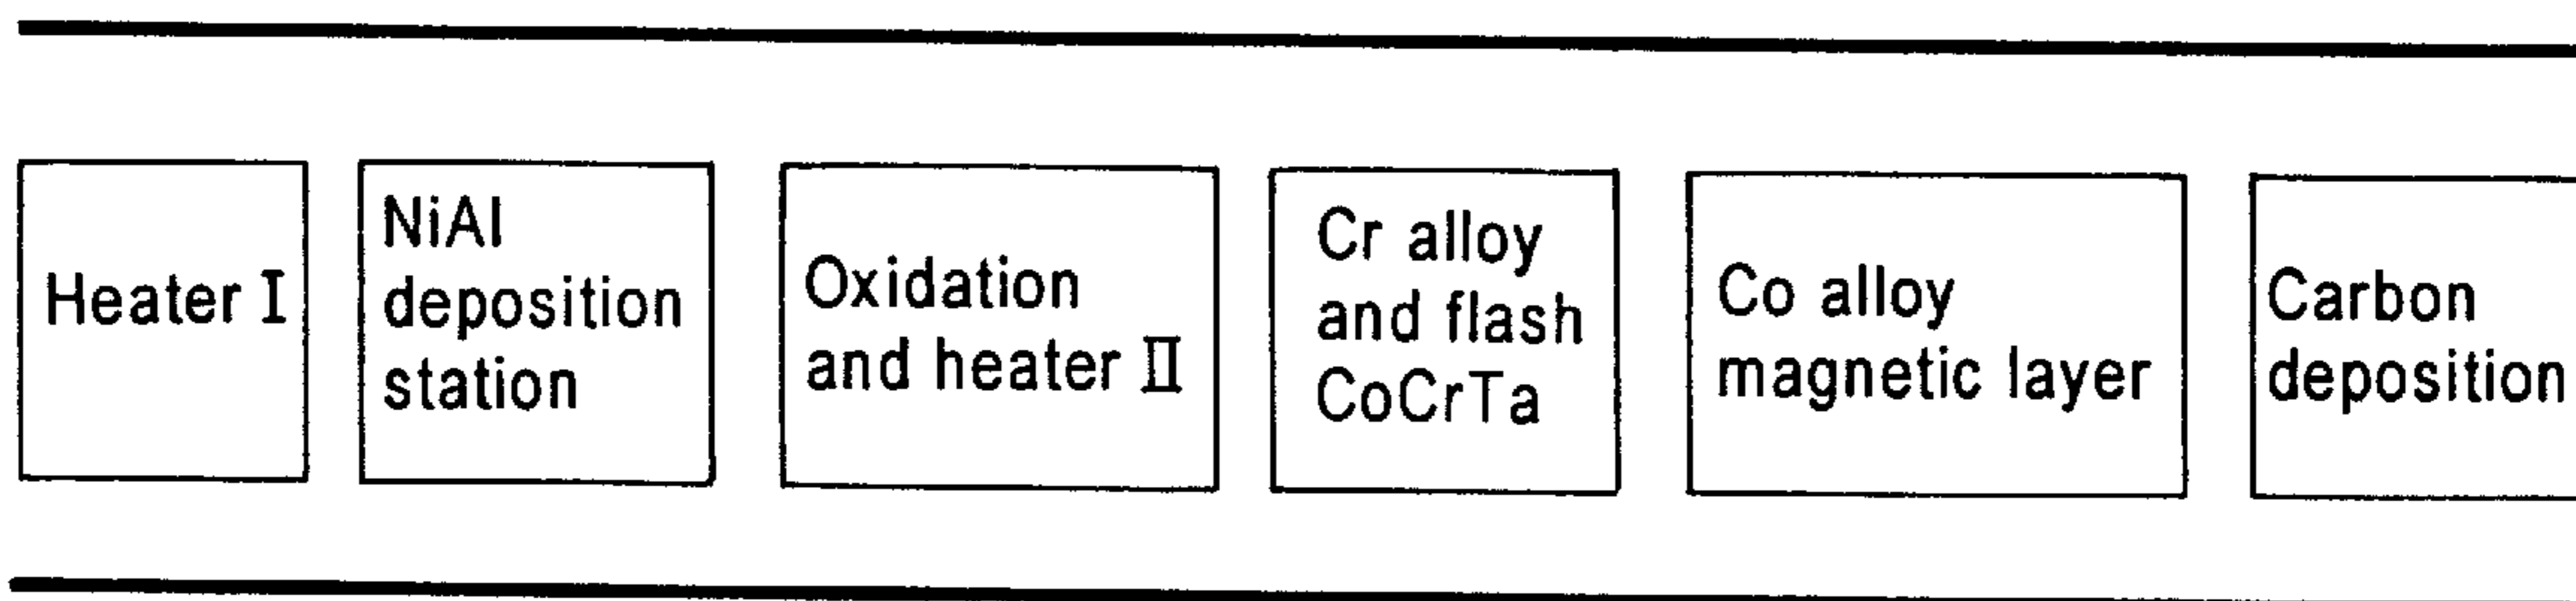 Heater I
NiAl
deposition
station
Oxidation
and heater II
Cr alloy
and flash
CoCrTa
Co alloy
magnetic layer
Carbon
deposition